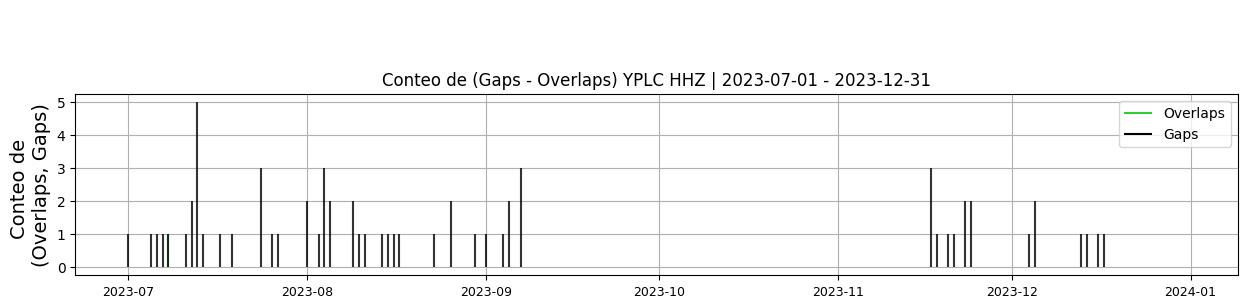 Conteo de (Gaps - Overlaps) YPLC HHZ | 2023-07-01 - 2023-12-31
Conteo de
(Overlaps, Gaps)
5
4
3
2
1
0
Overlaps
Gaps
2023-07
2023-08
2023-09
2023-10
2023-11
2023-12
2024-01